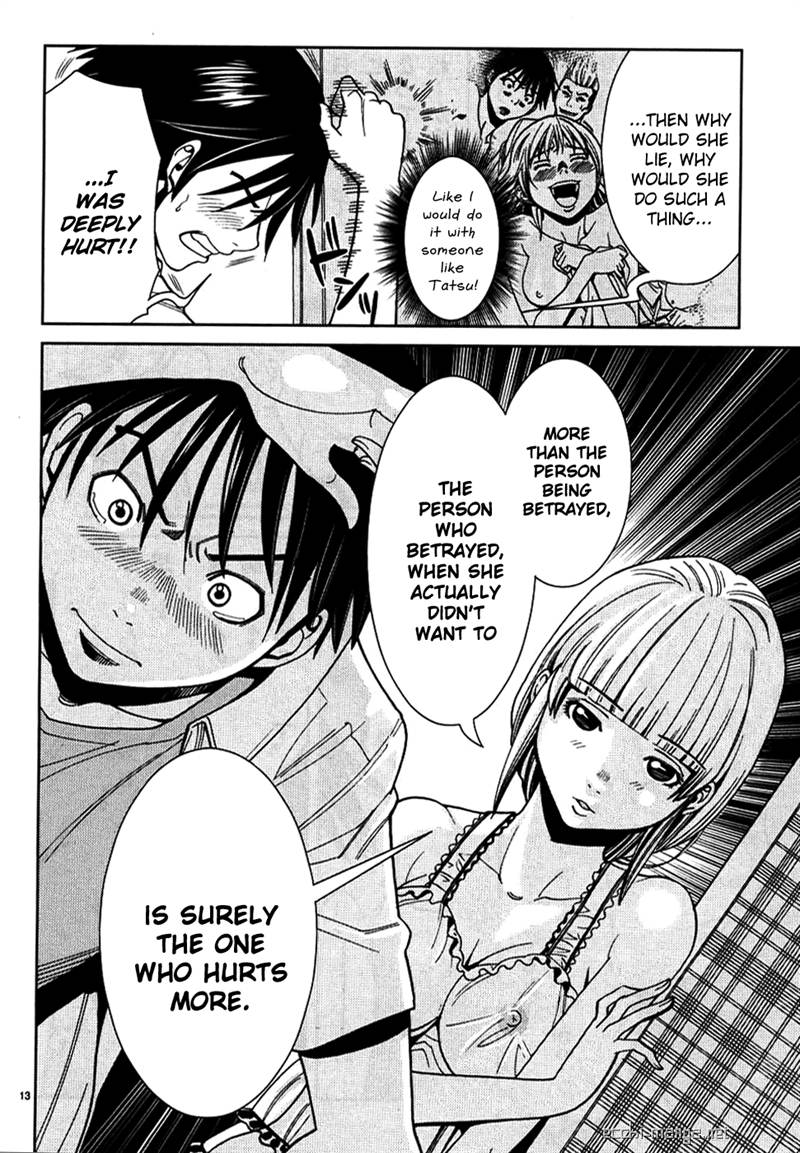 ...THEN WHY
WOULD SHE
LIE, WHY
WOULD SHE
DO SUCH A
THING...
Like I
would do
it with
someone
like
Tatsu!
...I
WAS
DEEPLY
HURT!!
MORE
THAN THE
PERSON
BEING
BETRAYED,
THE
PERSON
WHO
BETRAYED,
WHEN SHE
ACTUALLY
DIDN'T
WANT TO
IS SURELY
THE ONE
WHO HURTS
MORE.
13